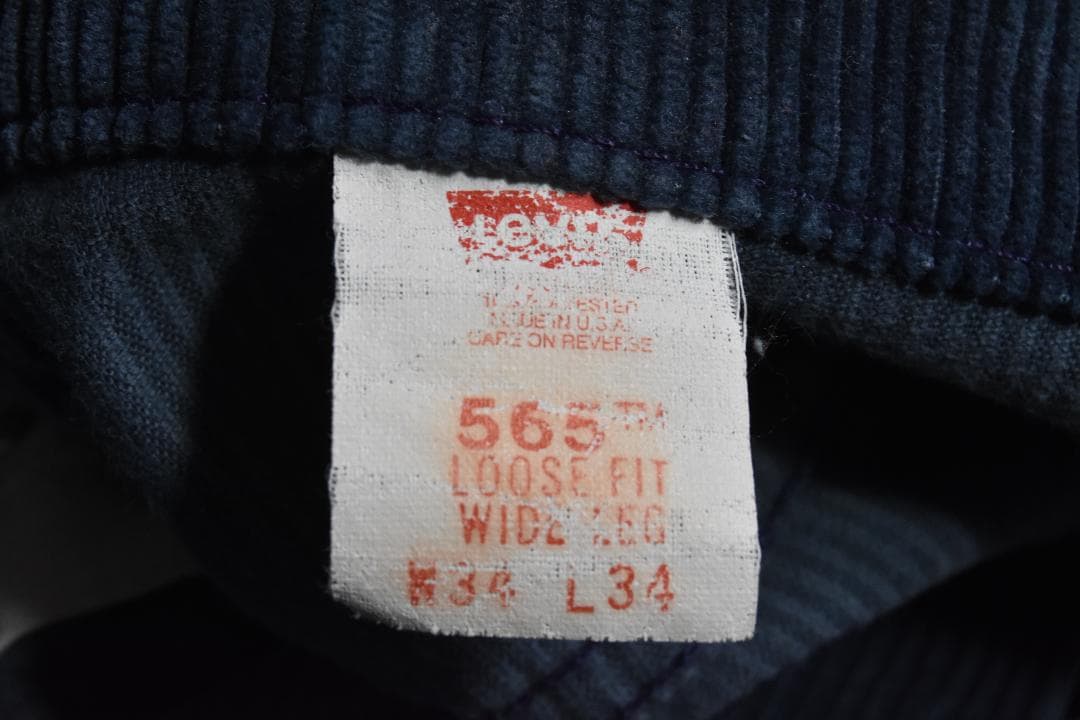 Levi's
MADE IN U.S.A.
CARE ON REVERSE
565™
LOOSE FIT
WIDE LEG
W34 L34